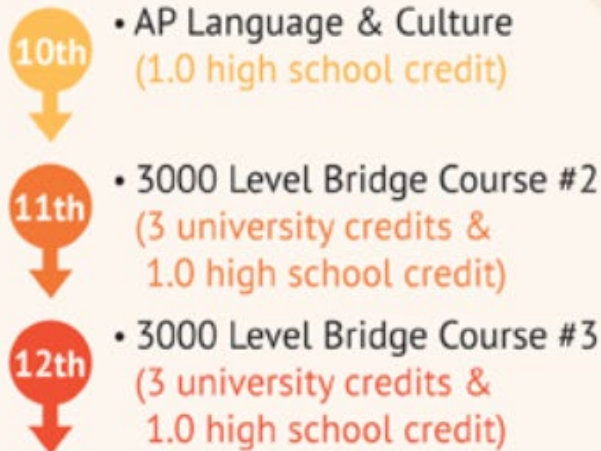 10th
• AP Language & Culture
(1.0 high school credit)
11th
• 3000 Level Bridge Course #2
(3 university credits &
1.0 high school credit)
12th
• 3000 Level Bridge Course #3
(3 university credits &
1.0 high school credit)